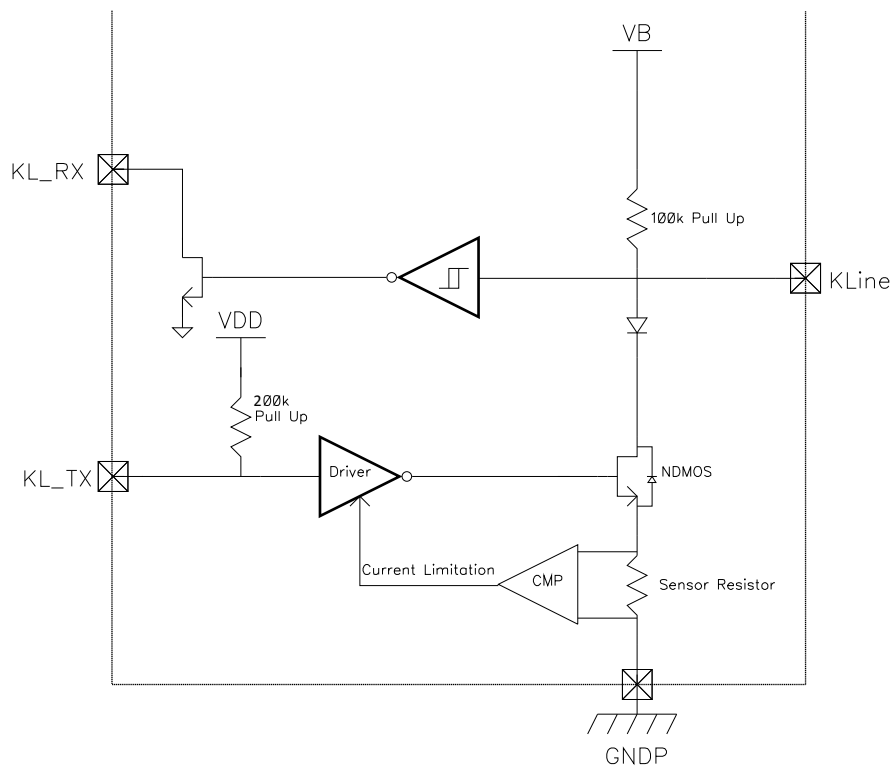 VB
KL_RX
100k Pull Up
KLine
VDD
200k
Pull Up
KL_TX
Driver
NDMOS
Current Limitation
CMP
Sensor Resistor
GNDP